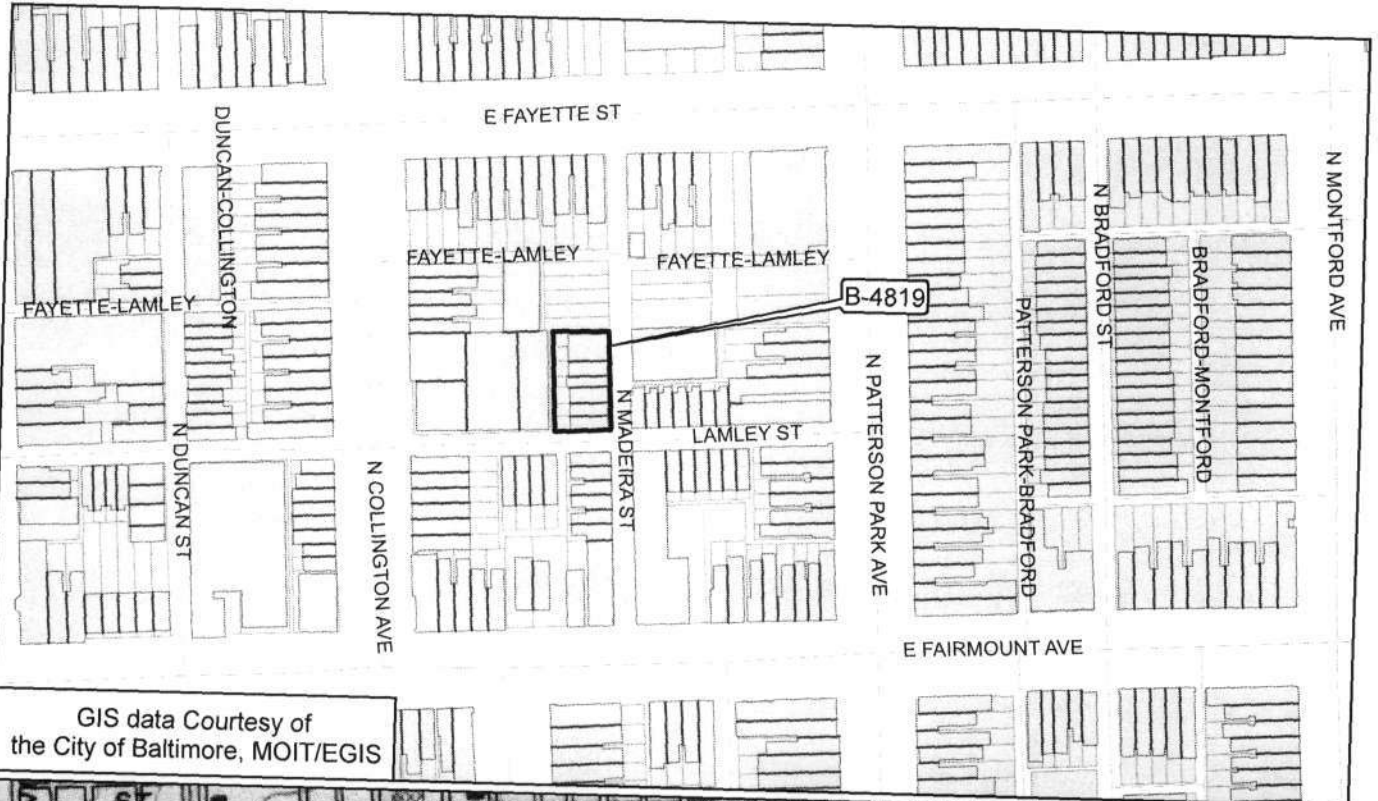 E FAYETTE ST
DUNCAN-COLLINGTON
N MONTFORD AVE
N BRADFORD ST
FAYETTE-LAMLEY
FAYETTE-LAMLEY
BRADFORD-MONTFORD
FAYETTE-LAMLEY
B-4819
PATTERSON PARK-BRADFORD
N PATTERSON PARK AVE
N MADEIRA ST
LAMLEY ST
N DUNCAN ST
N COLLINGTON AVE
E FAIRMOUNT AVE
GIS data Courtesy of
the City of Baltimore, MOIT/EGIS